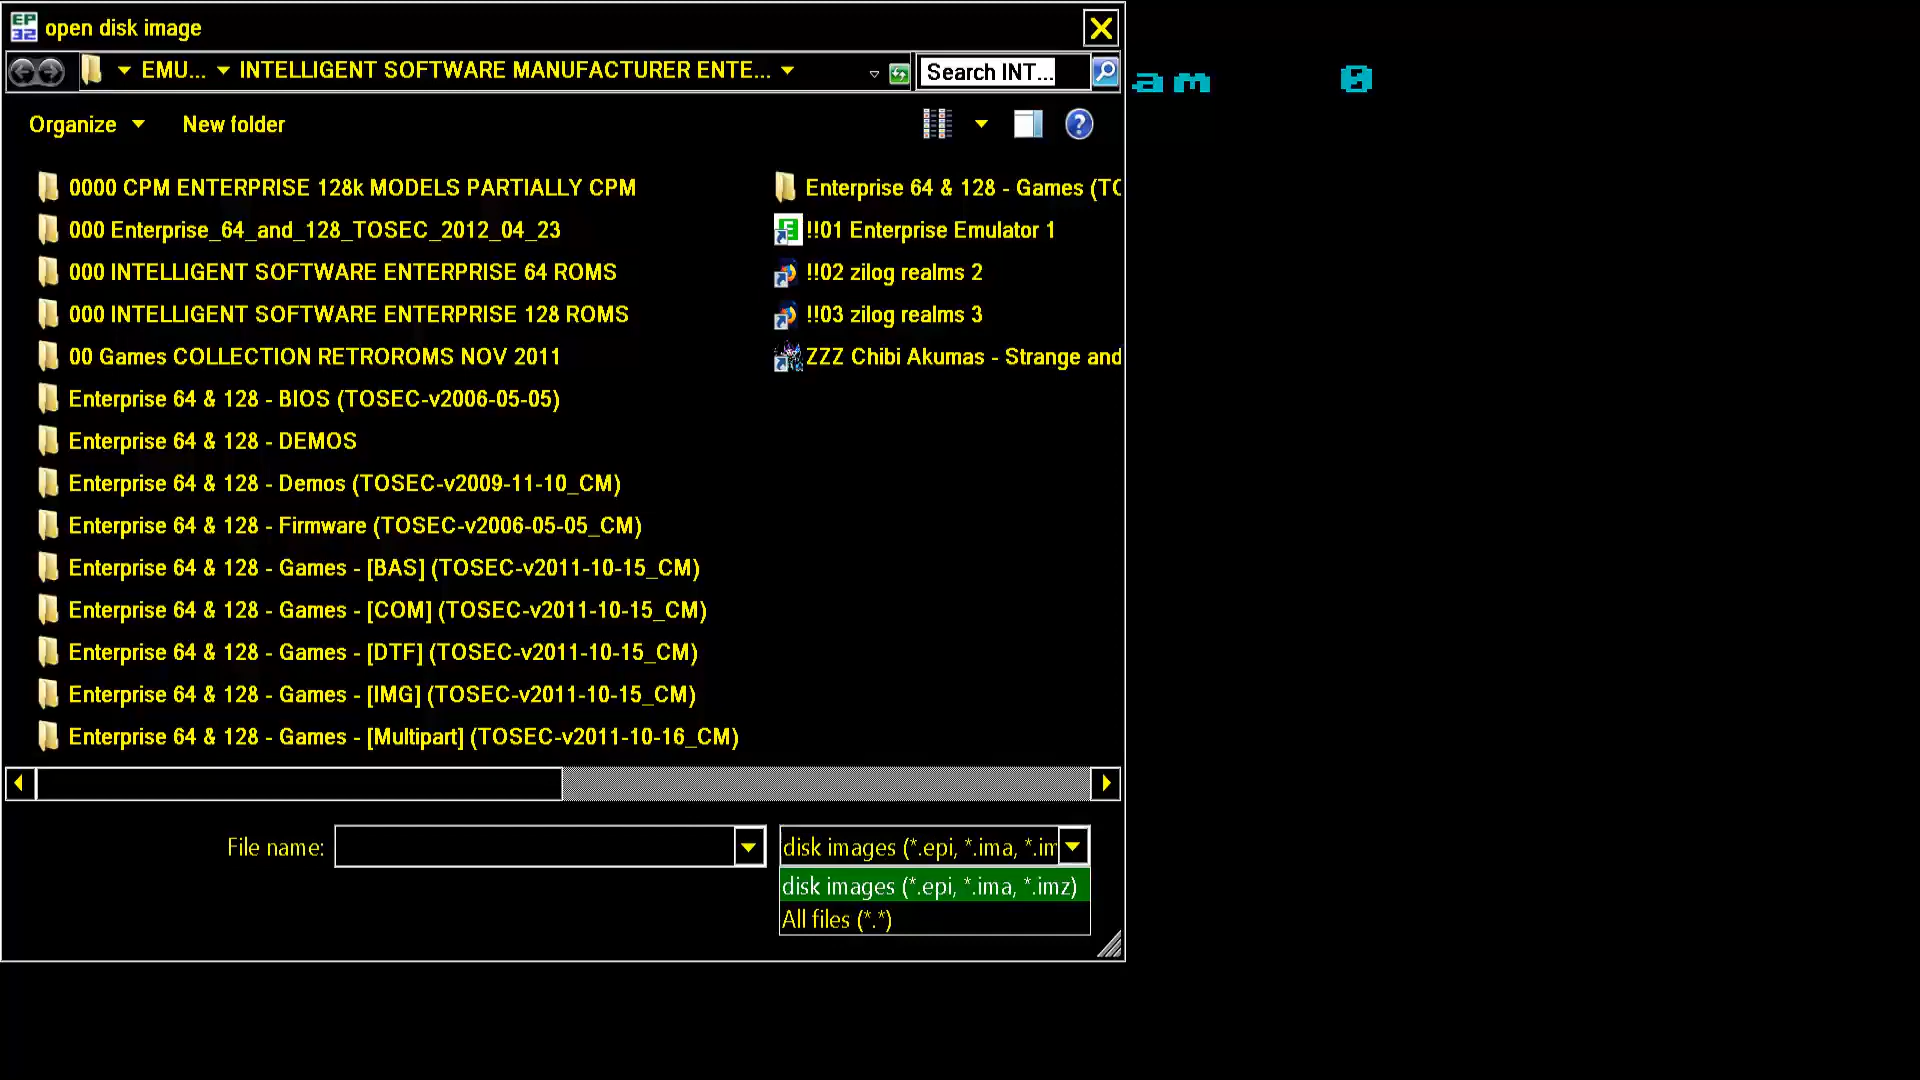 EP
32
open disk image
EMU... INTELLIGENT SOFTWARE MANUFACTURER ENTE...
Search INT...
am 0
Organize New folder
0000 CPM ENTERPRISE 128k MODELS PARTIALLY CPM
000 Enterprise_64_and_128_TOSEC_2012_04_23
000 INTELLIGENT SOFTWARE ENTERPRISE 64 ROMS
000 INTELLIGENT SOFTWARE ENTERPRISE 128 ROMS
00 Games COLLECTION RETROROMS NOV 2011
Enterprise 64 & 128 - BIOS (TOSEC-v2006-05-05)
Enterprise 64 & 128 - DEMOS
Enterprise 64 & 128 - Demos (TOSEC-v2009-11-10_CM)
Enterprise 64 & 128 - Firmware (TOSEC-v2006-05-05_CM)
Enterprise 64 & 128 - Games - [BAS] (TOSEC-v2011-10-15_CM)
Enterprise 64 & 128 - Games - [COM] (TOSEC-v2011-10-15_CM)
Enterprise 64 & 128 - Games - [DTF] (TOSEC-v2011-10-15_CM)
Enterprise 64 & 128 - Games - [IMG] (TOSEC-v2011-10-15_CM)
Enterprise 64 & 128 - Games - [Multipart] (TOSEC-v2011-10-16_CM)
Enterprise 64 & 128 - Games (TO
!!01 Enterprise Emulator 1
!!02 zilog realms 2
!!03 zilog realms 3
ZZZ Chibi Akumas - Strange and
File name:
disk images (*.epi, *.ima, *.im
disk images (*.epi, *.ima, *.imz)
All files (*.*)